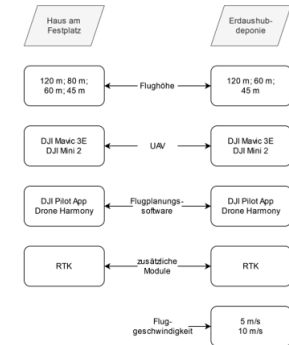 Haus am
Festplatz
Erdaushub-
deponie
120 m; 80 m;
60 m; 45 m
Flughöhe
120 m; 60 m;
45 m
DJI Mavic 3E
DJI Mini 2
UAV
DJI Mavic 3E
DJI Mini 2
DJI Pilot App
Drone Harmony
Flugplanungs-
software
DJI Pilot App
Drone Harmony
RTK
zusätzliche
Module
RTK
Flug-
geschwindigkeit
5 m/s
10 m/s